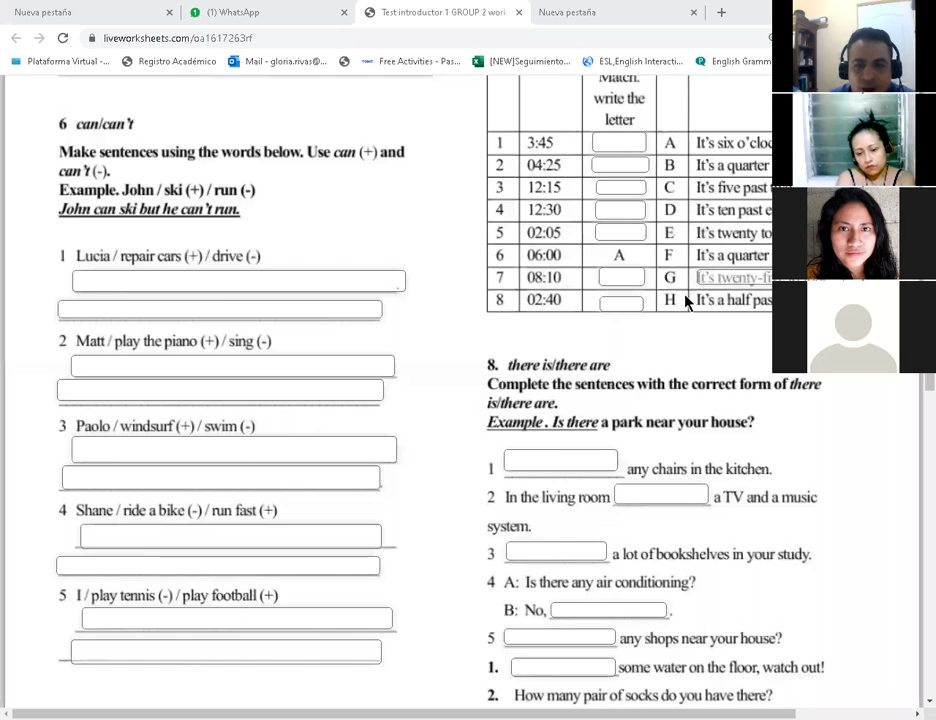 Nueva pestaña
(1) WhatsApp
Test introductor 1 GROUP 2 wor
Nueva pestaña
liveworksheets.com/oa1617263rf
Plataforma Virtual -...
Registro Académico
Mail - gloria.rivas@...
Free Activities - Pas...
[NEW]Seguimiento...
ESL,English Interacti...
English Gramma
6 can/can't
Make sentences using the words below. Use can (+) and
can't (-).
Example. John / ski (+) / run (-)
John can ski but he can't run.
1 Lucia / repair cars (+) / drive (-)
2 Matt / play the piano (+) / sing (-)
3 Paolo / windsurf (+) / swim (-)
4 Shane / ride a bike (-) / run fast (+)
5 I / play tennis (-) / play football (+)
Match.
write the
letter
1 3:45 A It's six o'cloc
2 04:25 B It's a quarter
3 12:15 C It's five past
4 12:30 D It's ten past e
5 02:05 E It's twenty to
6 06:00 A F It's a quarter
7 08:10 G It's twenty-fi
8 02:40 H It's a half pas
8. there is/there are
Complete the sentences with the correct form of there
is/there are.
Example . Is there a park near your house?
1 any chairs in the kitchen.
2 In the living room a TV and a music
system.
3 a lot of bookshelves in your study.
4 A: Is there any air conditioning?
B: No, .
5 any shops near your house?
1. some water on the floor, watch out!
2. How many pair of socks do you have there?